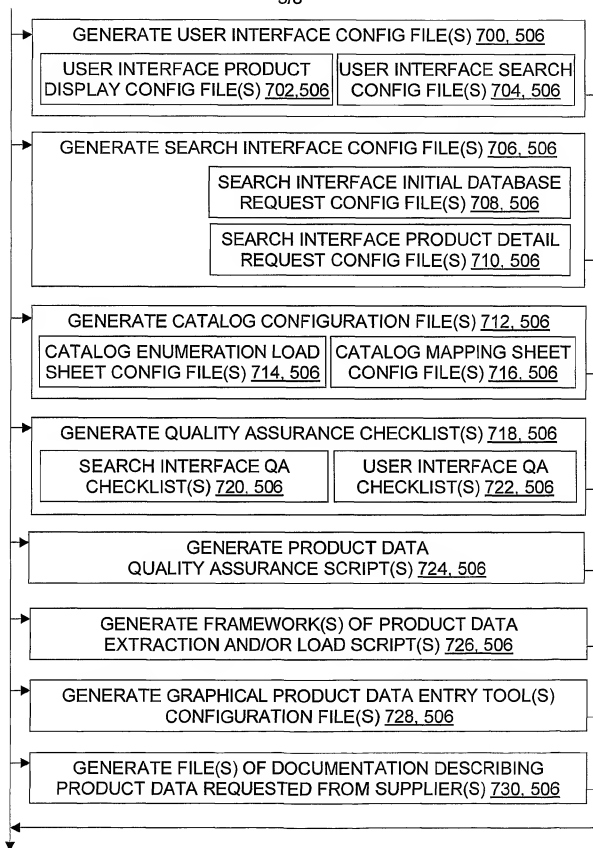 GENERATE USER INTERFACE CONFIG FILE(S) 700, 506
USER INTERFACE PRODUCT
DISPLAY CONFIG FILE(S) 702,506
USER INTERFACE SEARCH
CONFIG FILE(S) 704, 506
GENERATE SEARCH INTERFACE CONFIG FILE(S) 706, 506
SEARCH INTERFACE INITIAL DATABASE
REQUEST CONFIG FILE(S) 708, 506
SEARCH INTERFACE PRODUCT DETAIL
REQUEST CONFIG FILE(S) 710, 506
GENERATE CATALOG CONFIGURATION FILE(S) 712, 506
CATALOG ENUMERATION LOAD
SHEET CONFIG FILE(S) 714, 506
CATALOG MAPPING SHEET
CONFIG FILE(S) 716, 506
GENERATE QUALITY ASSURANCE CHECKLIST(S) 718, 506
SEARCH INTERFACE QA
CHECKLIST(S) 720, 506
USER INTERFACE QA
CHECKLIST(S) 722, 506
GENERATE PRODUCT DATA
QUALITY ASSURANCE SCRIPT(S) 724, 506
GENERATE FRAMEWORK(S) OF PRODUCT DATA
EXTRACTION AND/OR LOAD SCRIPT(S) 726, 506
GENERATE GRAPHICAL PRODUCT DATA ENTRY TOOL(S)
CONFIGURATION FILE(S) 728, 506
GENERATE FILE(S) OF DOCUMENTATION DESCRIBING
PRODUCT DATA REQUESTED FROM SUPPLIER(S) 730, 506